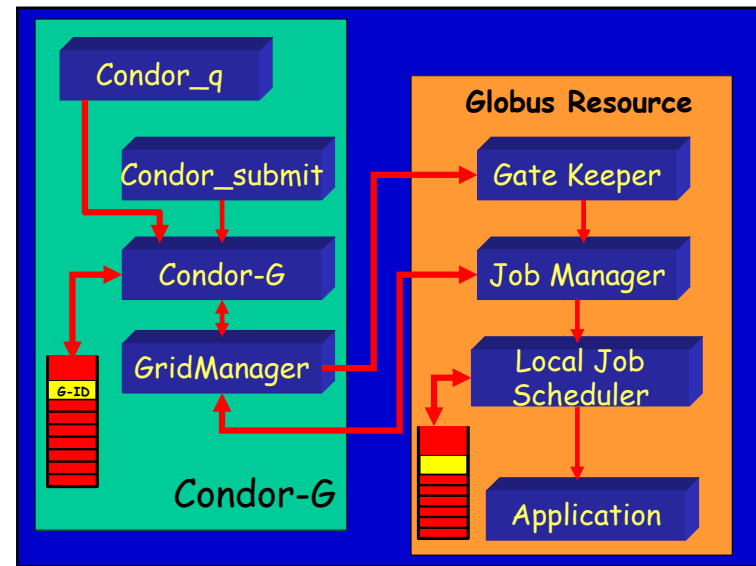 Condor_q
Condor_submit
Condor-G
GridManager
G-ID
Condor-G
Globus Resource
Gate Keeper
Job Manager
Local Job
Scheduler
Application